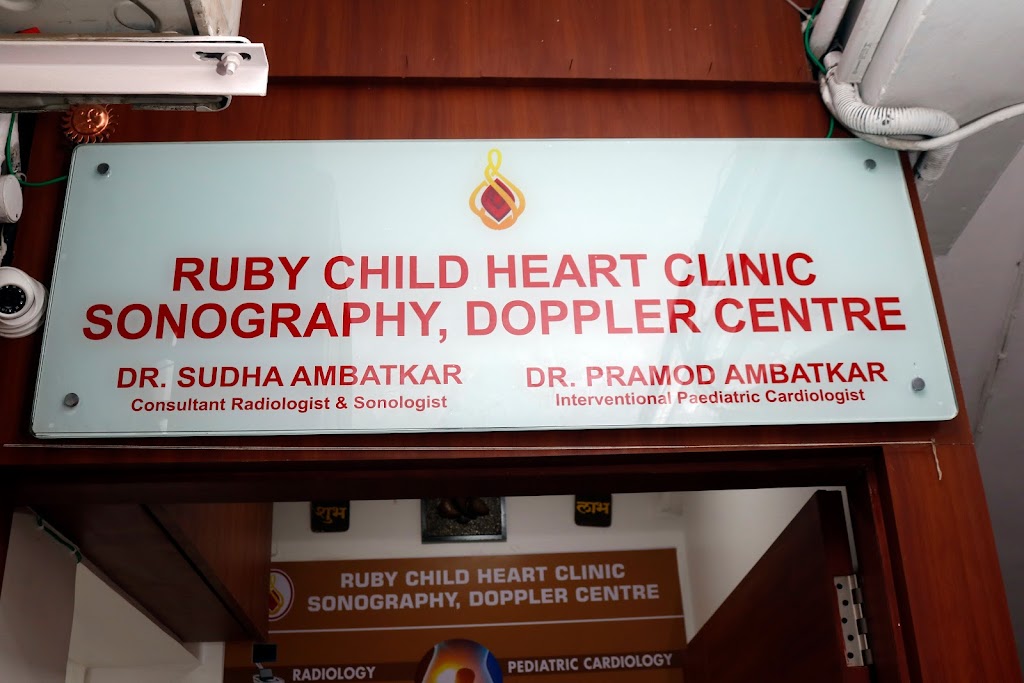 RUBY CHILD HEART CLINIC
SONOGRAPHY, DOPPLER CENTRE
DR. SUDHA AMBATKAR
Consultant Radiologist & Sonologist
DR. PRAMOD AMBATKAR
Interventional Paediatric Cardiologist
शुभ
लाभ
RUBY CHILD HEART CLINIC
SONOGRAPHY, DOPPLER CENTRE
RADIOLOGY
PEDIATRIC CARDIOLOGY